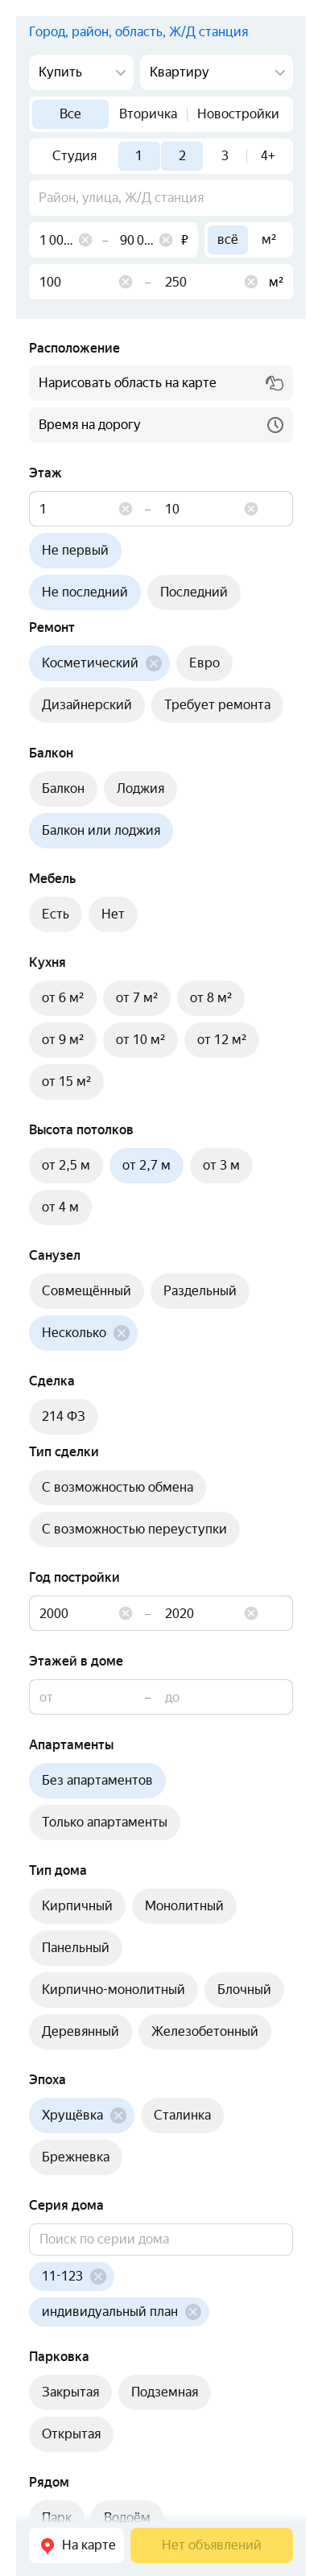 Город, район, область, Ж/Д станция
Купить Квартиру
Все Вторичка Новостройки
Студия 1 2 3 4+
Район, улица, Ж/Д станция
1 00... – 90 0... ₽ всё м²
100 – 250 м²
Расположение
Нарисовать область на карте
Время на дорогу
Этаж
1 – 10
Не первый
Не последний Последний
Ремонт
Косметический Евро
Дизайнерский Требует ремонта
Балкон
Балкон Лоджия
Балкон или лоджия
Мебель
Есть Нет
Кухня
от 6 м² от 7 м² от 8 м²
от 9 м² от 10 м² от 12 м²
от 15 м²
Высота потолков
от 2,5 м от 2,7 м от 3 м
от 4 м
Санузел
Совмещённый Раздельный
Несколько
Сделка
214 ФЗ
Тип сделки
С возможностью обмена
С возможностью переуступки
Год постройки
2000 – 2020
Этажей в доме
от – до
Апартаменты
Без апартаментов
Только апартаменты
Тип дома
Кирпичный Монолитный
Панельный
Кирпично-монолитный Блочный
Деревянный Железобетонный
Эпоха
Хрущёвка Сталинка
Брежневка
Серия дома
Поиск по серии дома
11-123
индивидуальный план
Парковка
Закрытая Подземная
Открытая
Рядом
Парк Водоём
На карте Нет объявлений